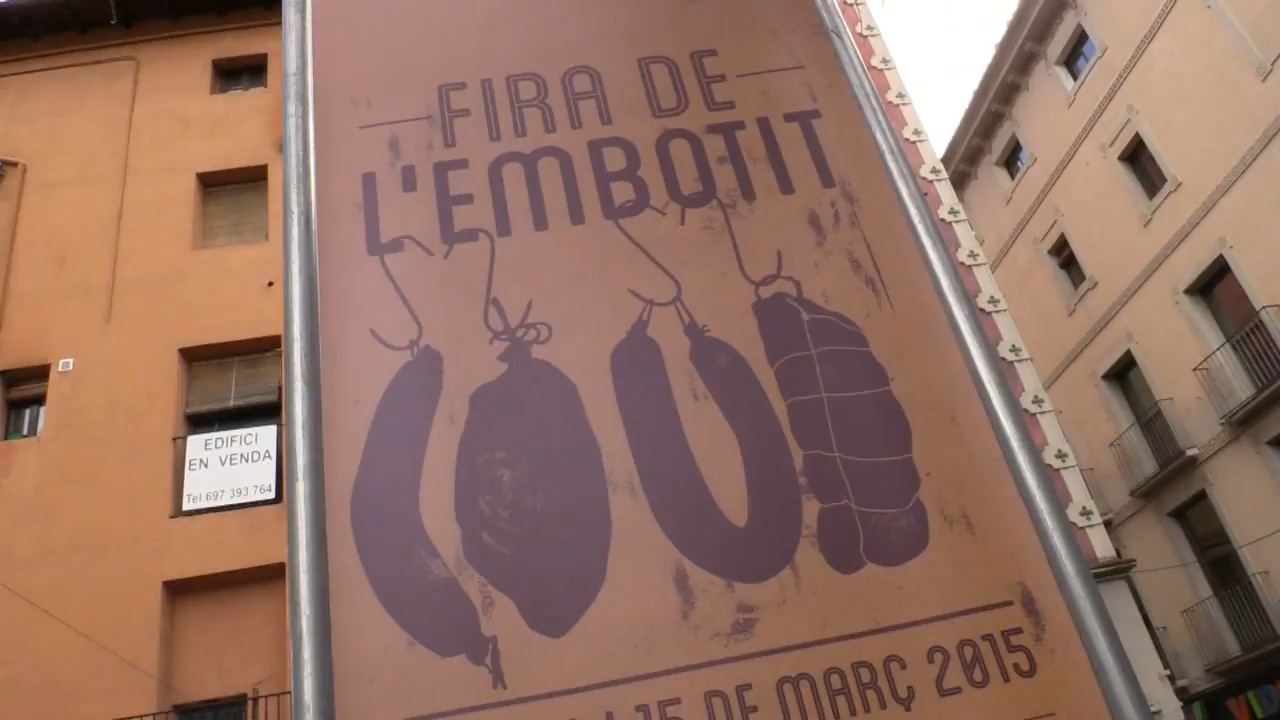 FIRA DE
L'EMBOTIT
15 DE MARÇ 2015
EDIFICI
EN VENDA
Tel.697 393 764